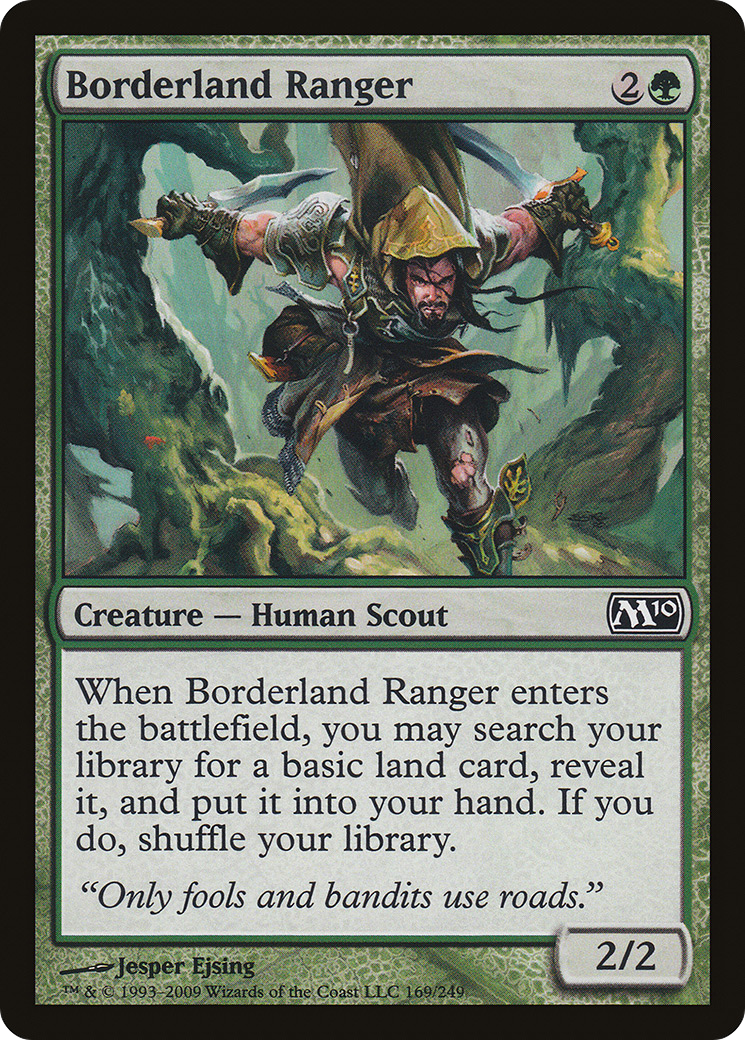 Borderland Ranger 2
Creature — Human Scout M10
When Borderland Ranger enters
the battlefield, you may search your
library for a basic land card, reveal
it, and put it into your hand. If you
do, shuffle your library.
“Only fools and bandits use roads.”
2/2
Jesper Ejsing
™ & © 1993–2009 Wizards of the Coast LLC 169/249